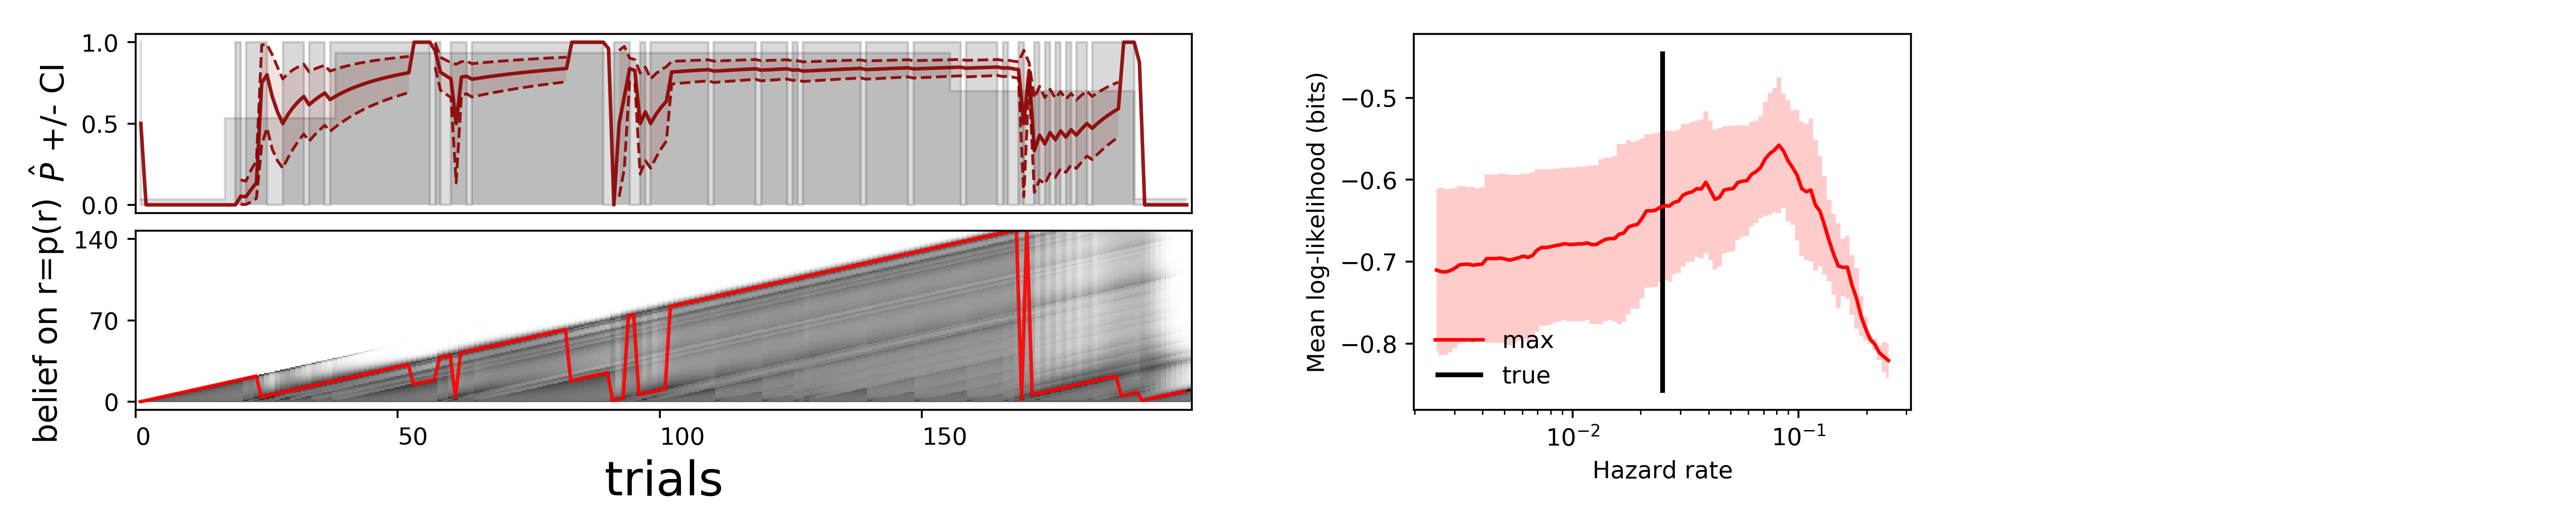 P̂ +/- CI
1.0
0.5
0.0
belief on r=p(r)
140
70
0
0
50
100
150
trials
Mean log-likelihood (bits)
−0.5
−0.6
−0.7
−0.8
max
true
10⁻²
10⁻¹
Hazard rate